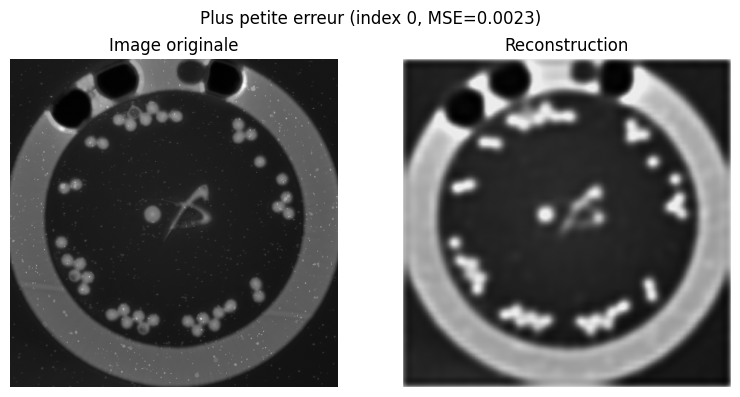 Plus petite erreur (index 0, MSE=0.0023)
Image originale
Reconstruction